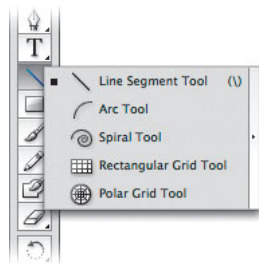 T
Line Segment Tool (\)
Arc Tool
Spiral Tool
Rectangular Grid Tool
Polar Grid Tool